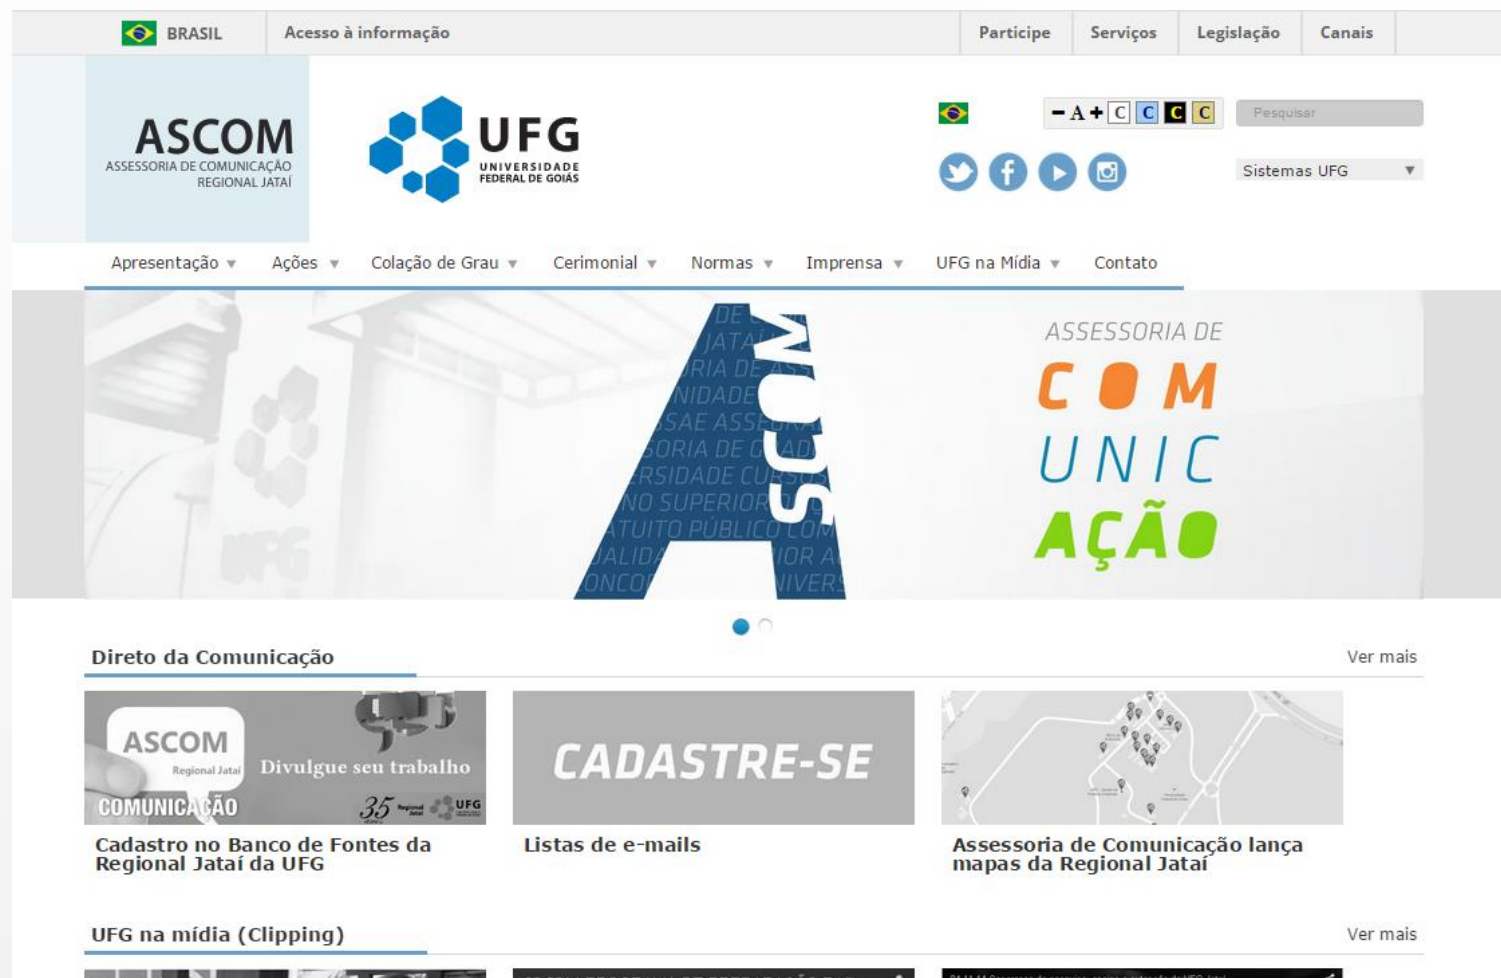 BRASIL
Acesso à informação
Participe
Serviços
Legislação
Canais
ASCOM
ASSESSORIA DE COMUNICAÇÃO
REGIONAL JATAÍ
UFG
UNIVERSIDADE
FEDERAL DE GOIÁS
- A + C C C C
Pesquisar
Sistemas UFG
Apresentação
Ações
Colação de Grau
Cerimonial
Normas
Imprensa
UFG na Mídia
Contato
UFG
ASCOM
ASSESSORIA DE
COM
UNIC
AÇÃO
Direto da Comunicação
Ver mais
ASCOM
Regional Jataí
COMUNICAÇÃO
Divulgue seu trabalho
35
Regional
Jataí
UFG
CADASTRE-SE
Cadastro no Banco de Fontes da
Regional Jataí da UFG
Listas de e-mails
Assessoria de Comunicação lança
mapas da Regional Jataí
UFG na mídia (Clipping)
Ver mais